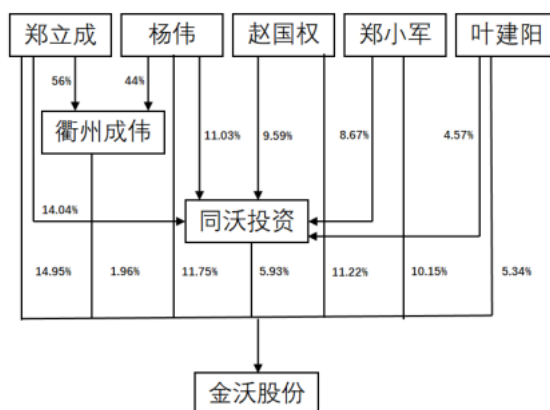 郑立成 杨伟 赵国权 郑小军 叶建阳
56% 44%
衢州成伟
11.03% 9.59% 8.67% 4.57%
14.04%
同沃投资
14.95% 1.96% 11.75% 5.93% 11.22% 10.15% 5.34%
金沃股份